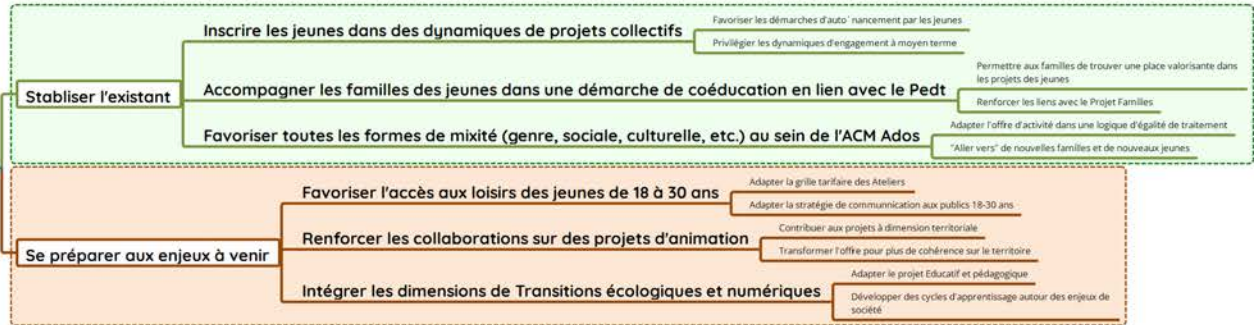 Stabliser l'existant
Inscrire les jeunes dans des dynamiques de projets collectifs
Favoriser les démarches d'auto´nancement par les jeunes
Privilégier les dynamiques d'engagement à moyen terme
Accompagner les familles des jeunes dans une démarche de coéducation en lien avec le Pedt
Permettre aux familles de trouver une place valorisante dans
les projets des jeunes
Renforcer les liens avec le Projet Familles
Favoriser toutes les formes de mixité (genre, sociale, culturelle, etc.) au sein de l'ACM Ados
Adapter l'offre d'activité dans une logique d'égalité de traitement
"Aller vers" de nouvelles familles et de nouveaux jeunes
Se préparer aux enjeux à venir
Favoriser l'accès aux loisirs des jeunes de 18 à 30 ans
Adapter la grille tarifaire des Ateliers
Adapter la stratégie de communnication aux publics 18-30 ans
Renforcer les collaborations sur des projets d'animation
Contribuer aux projets à dimension territoriale
Transformer l'offre pour plus de cohérence sur le territoire
Intégrer les dimensions de Transitions écologiques et numériques
Adapter le projet Educatif et pédagogique
Développer des cycles d'apprentissage autour des enjeux de
société